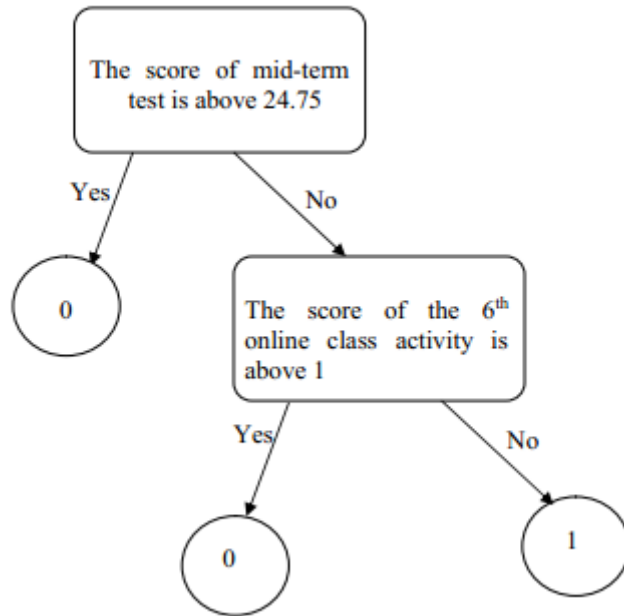 The score of mid-term
test is above 24.75
Yes
No
0
The score of the 6th
online class activity is
above 1
Yes
No
0
1